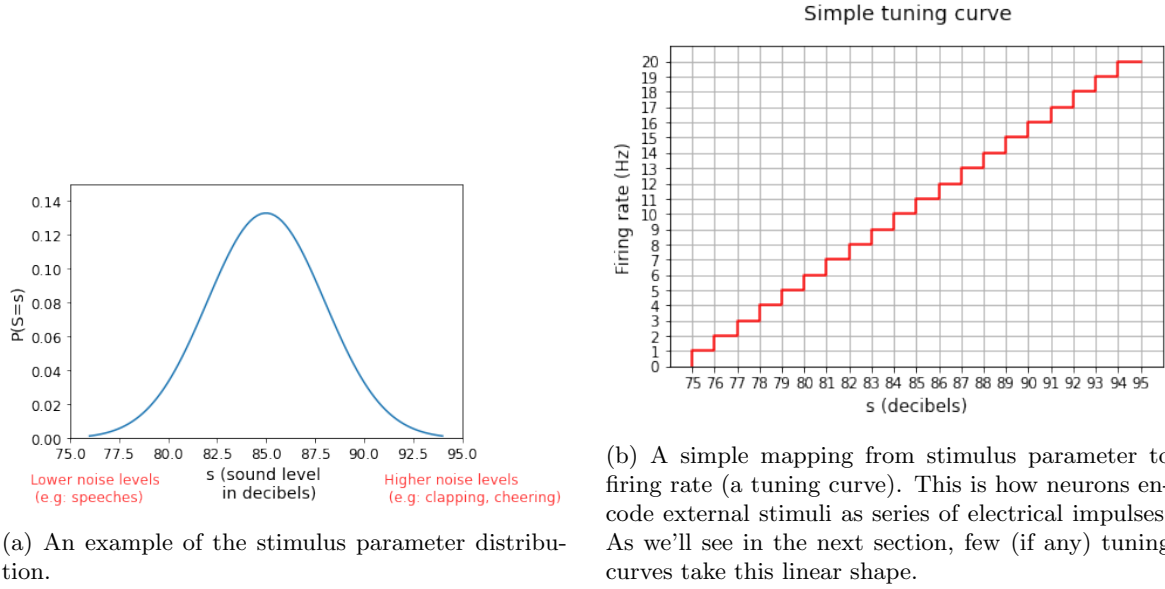 Simple tuning curve
0.14
0.12
0.10
0.08
0.06
0.04
0.02
0.00
P(S=s)
75.0 77.5 80.0 82.5 85.0 87.5 90.0 92.5 95.0
s (sound level
in decibels)
Lower noise levels
(e.g: speeches)
Higher noise levels
(e.g: clapping, cheering)
(a) An example of the stimulus parameter distribu-
tion.
20
19
18
17
16
15
14
13
12
11
10
9
8
7
6
5
4
3
2
1
0
Firing rate (Hz)
75 76 77 78 79 80 81 82 83 84 85 86 87 88 89 90 91 92 93 94 95
s (decibels)
(b) A simple mapping from stimulus parameter to
firing rate (a tuning curve). This is how neurons en-
code external stimuli as series of electrical impulses
As we'll see in the next section, few (if any) tuning
curves take this linear shape.